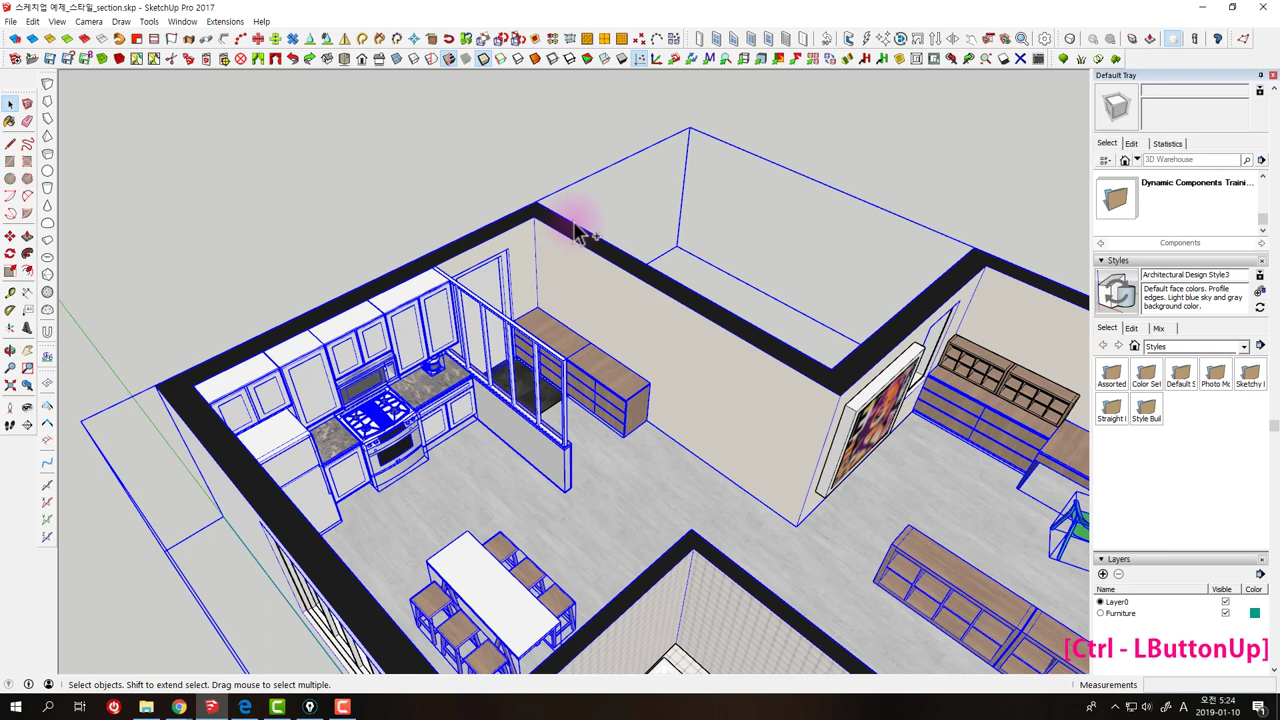 스케치업 예제_스타일_section.skp - SketchUp Pro 2017
File Edit View Camera Draw Tools Window Extensions Help
Default Tray
Select Edit Statistics
3D Warehouse
Dynamic Components Traini...
Components
Styles
Architectural Design Style3
Default face colors. Profile edges. Light blue sky and gray background color.
Select Edit Mix
Styles
Assorted Color Set Default S Photo Mo Sketchy I
Straight l Style Buil
Layers
Name Visible Color
Layer0
Furniture
[Ctrl - LButtonUp]
Select objects. Shift to extend select. Drag mouse to select multiple.
Measurements
오전 5:24
2019-01-10